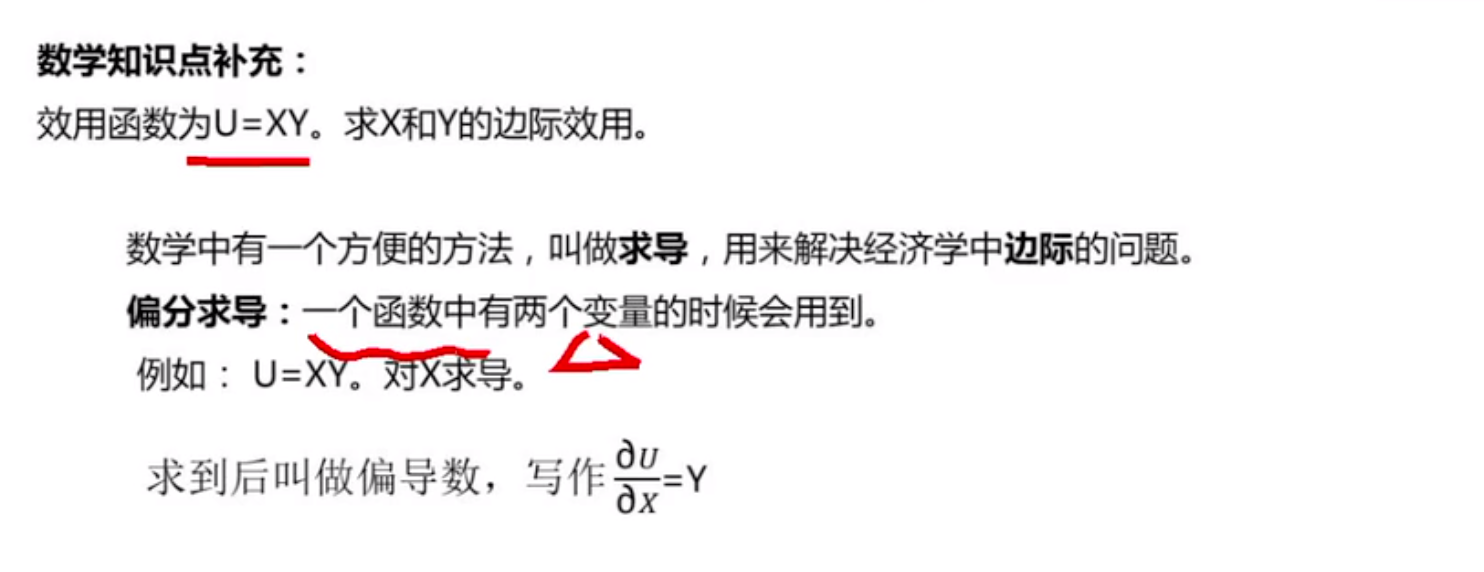 数学知识点补充：
效用函数为U=XY。求X和Y的边际效用。
数学中有一个方便的方法，叫做求导，用来解决经济学中边际的问题。
偏分求导：一个函数中有两个变量的时候会用到。
例如： U=XY。对X求导。
求到后叫做偏导数，写作∂U/∂X=Y